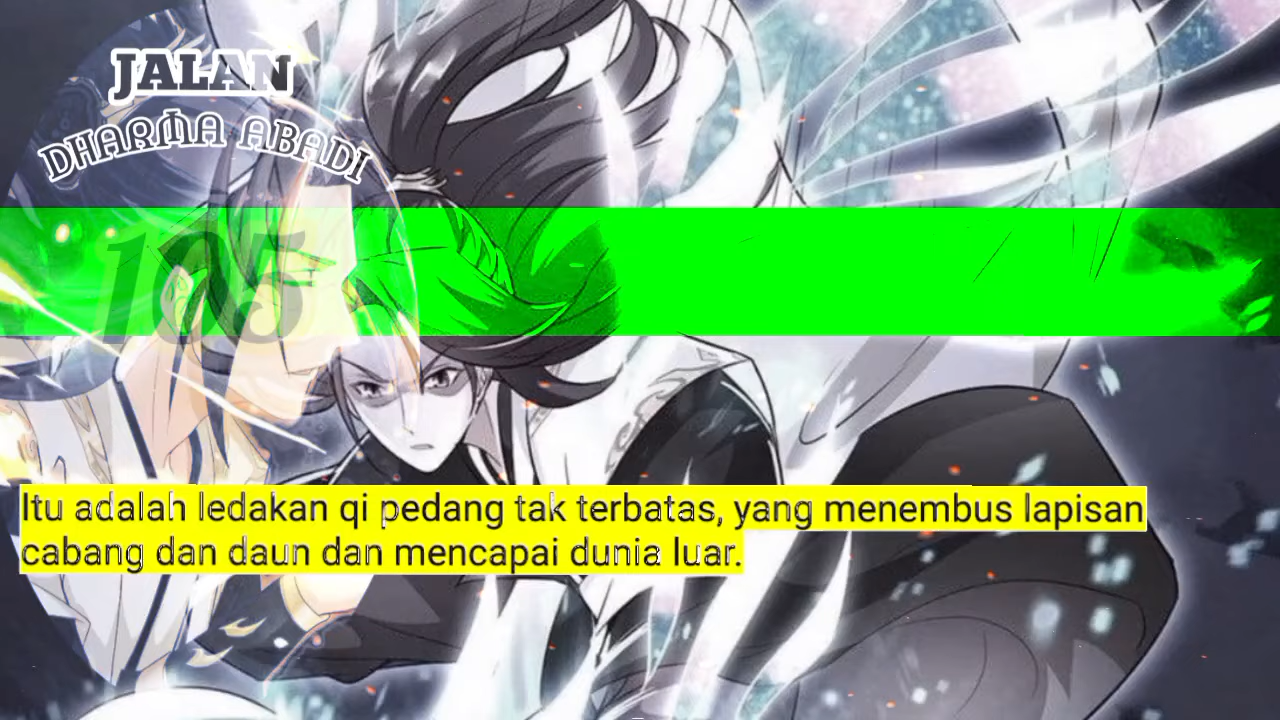 JALAN
DHARMA ABADI
105
Itu adalah ledakan qi pedang tak terbatas, yang menembus lapisan
cabang dan daun dan mencapai dunia luar.